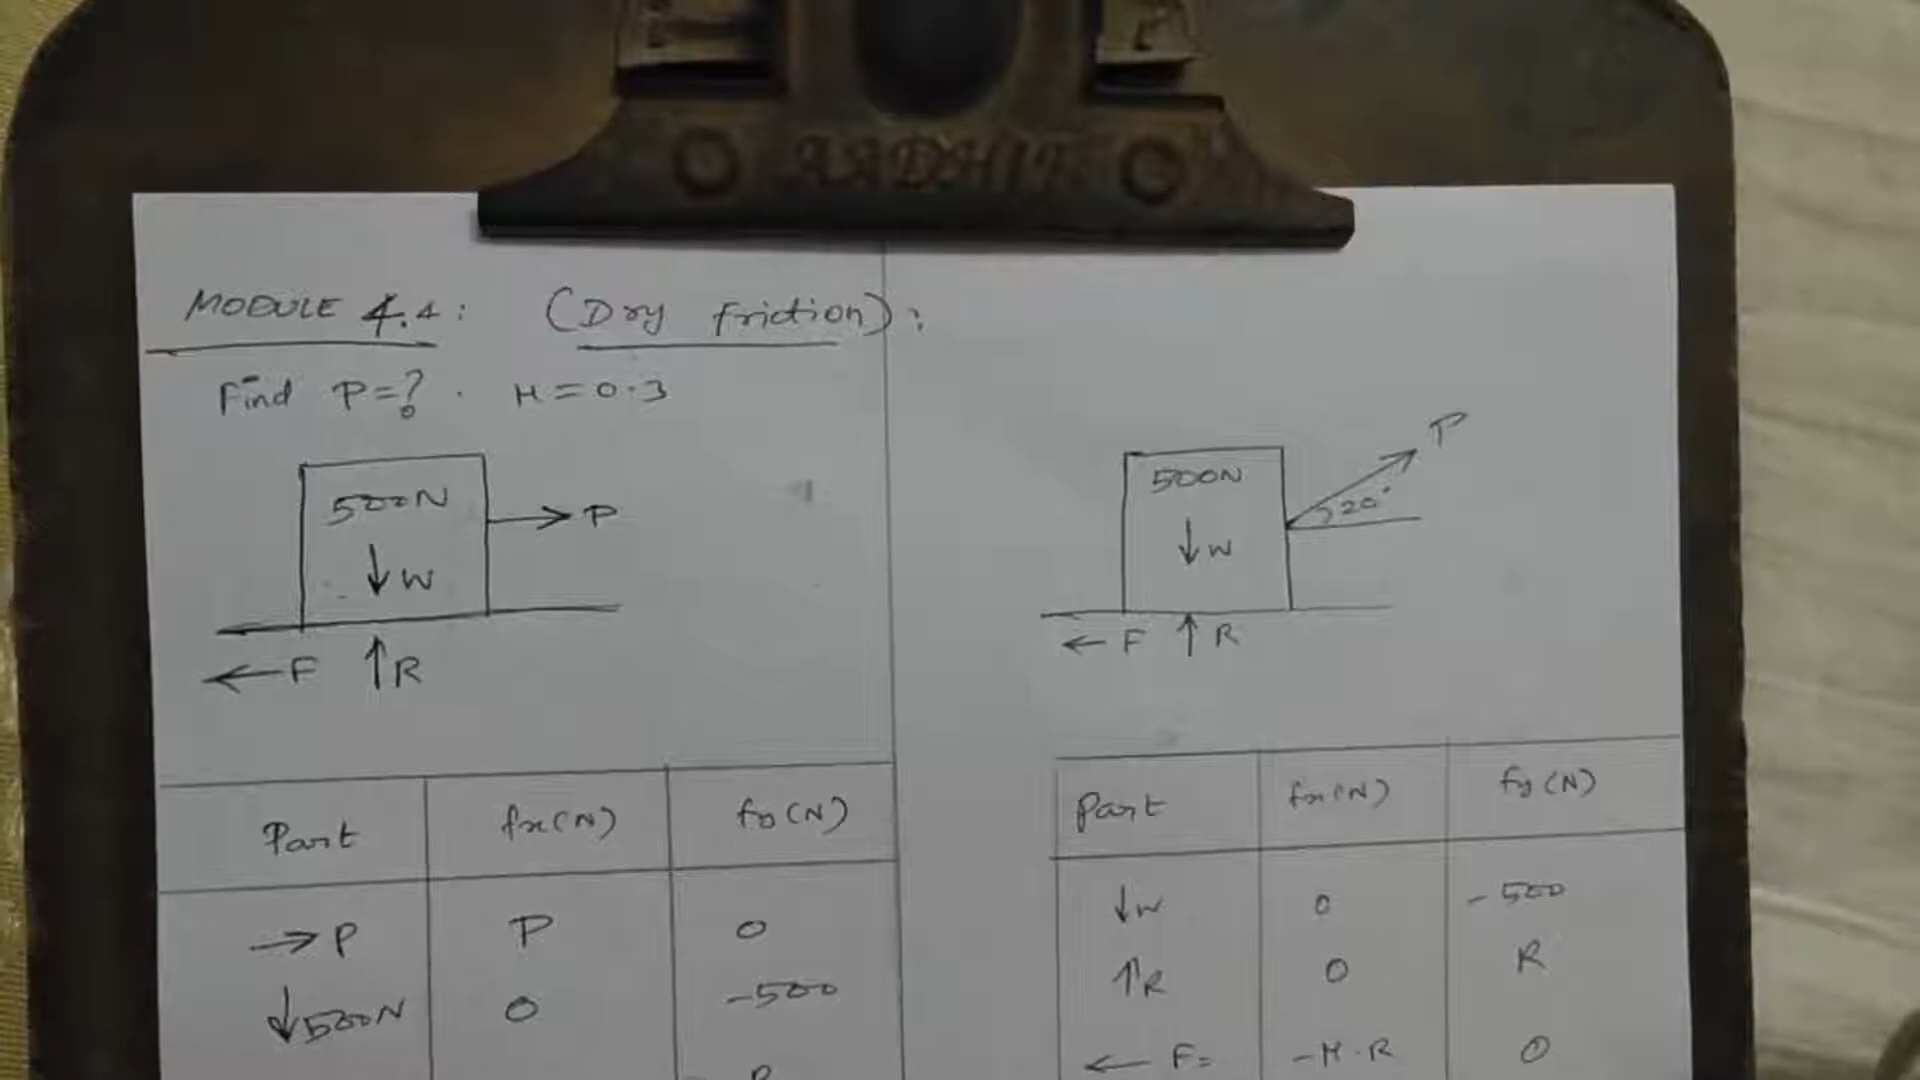 MODULE 4.4: (Dry friction):
Find P=? . μ=0.3
500N
↓W
→P
←F ↑R
Part fx(N) fy(N)
→P P 0
↓500N 0 -500
R
P
500N
20°
↓W
←F ↑R
Part fx(N) fy(N)
↓W 0 -500
↑R 0 R
←F= -μ.R 0